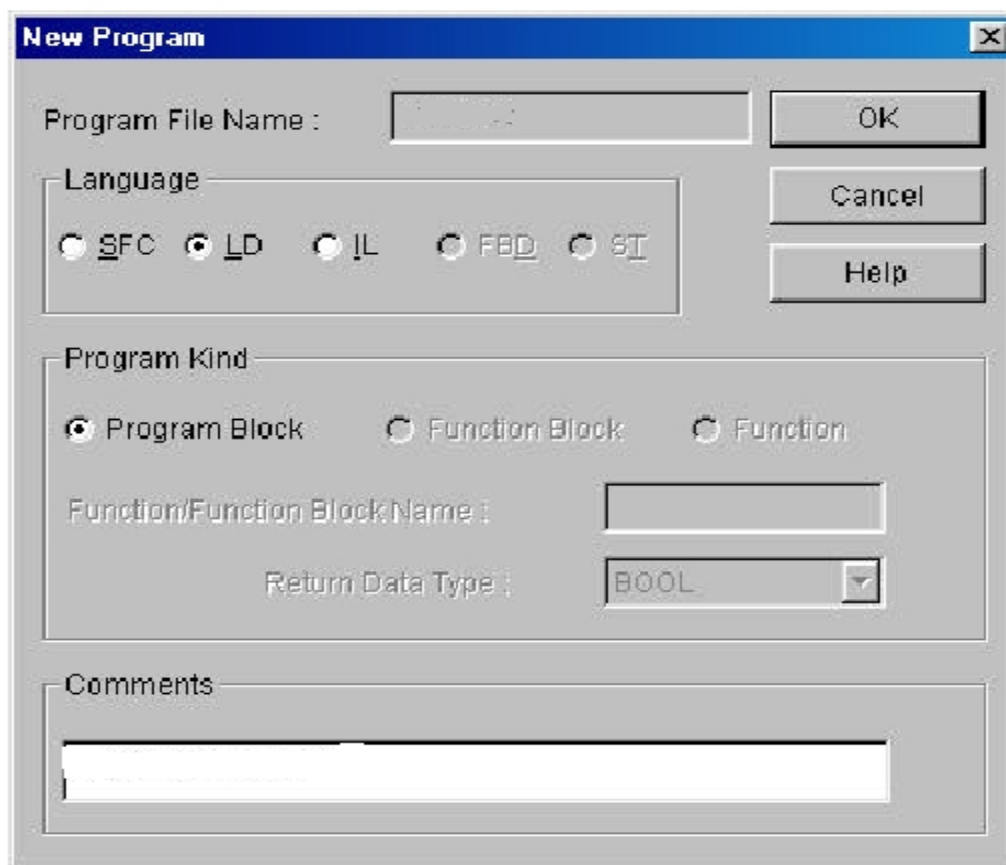 New Program
Program File Name :
OK
Language
Cancel
SFC LD IL FBD ST
Help
Program Kind
Program Block Function Block Function
Function/Function Block Name :
Return Data Type : BOOL
Comments